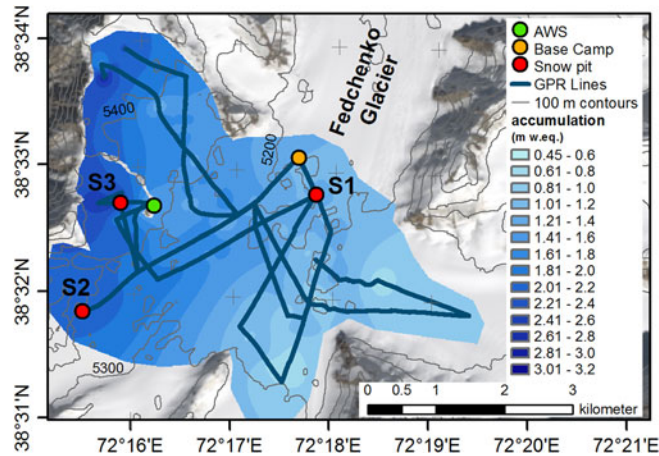 38°34'N
38°33'N
38°32'N
38°31'N
5400
5200
Fedchenko
Glacier
S3
S1
S2
5300
AWS
Base Camp
Snow pit
GPR Lines
100 m contours
accumulation
(m w.eq.)
0.45 - 0.6
0.61 - 0.8
0.81 - 1.0
1.01 - 1.2
1.21 - 1.4
1.41 - 1.6
1.61 - 1.8
1.81 - 2.0
2.01 - 2.2
2.21 - 2.4
2.41 - 2.6
2.61 - 2.8
2.81 - 3.0
3.01 - 3.2
0 0.5 1 2 3
kilometer
72°16'E 72°17'E 72°18'E 72°19'E 72°20'E 72°21'E